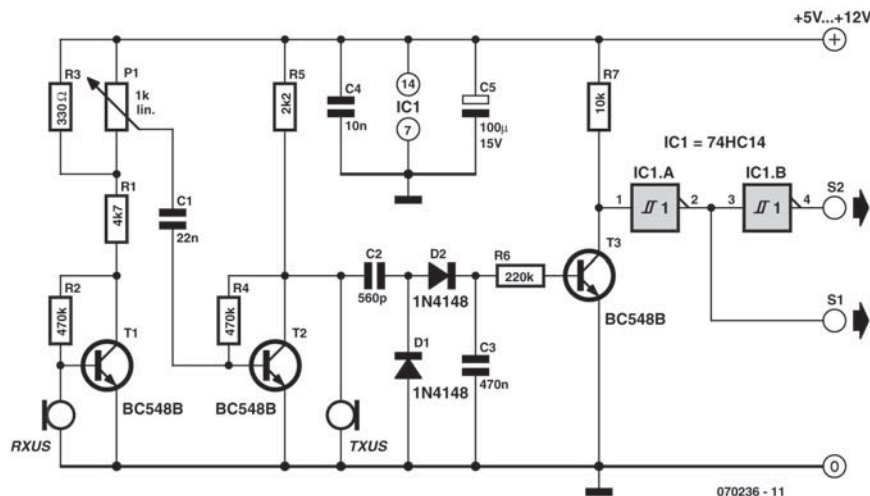 +5V...+12V
R3
330 Ω
P1
1k
lin.
R5
2k2
C4
10n
14
IC1
7
C5
100µ
15V
R7
10k
IC1 = 74HC14
IC1.A
IC1.B
1
1
2
3
1
4
S2
R1
4k7
C1
22n
R2
470k
T1
BC548B
RXUS
R4
470k
T2
BC548B
TXUS
C2
560p
D2
1N4148
D1
1N4148
R6
220k
C3
470n
T3
BC548B
S1
0
070236 - 11